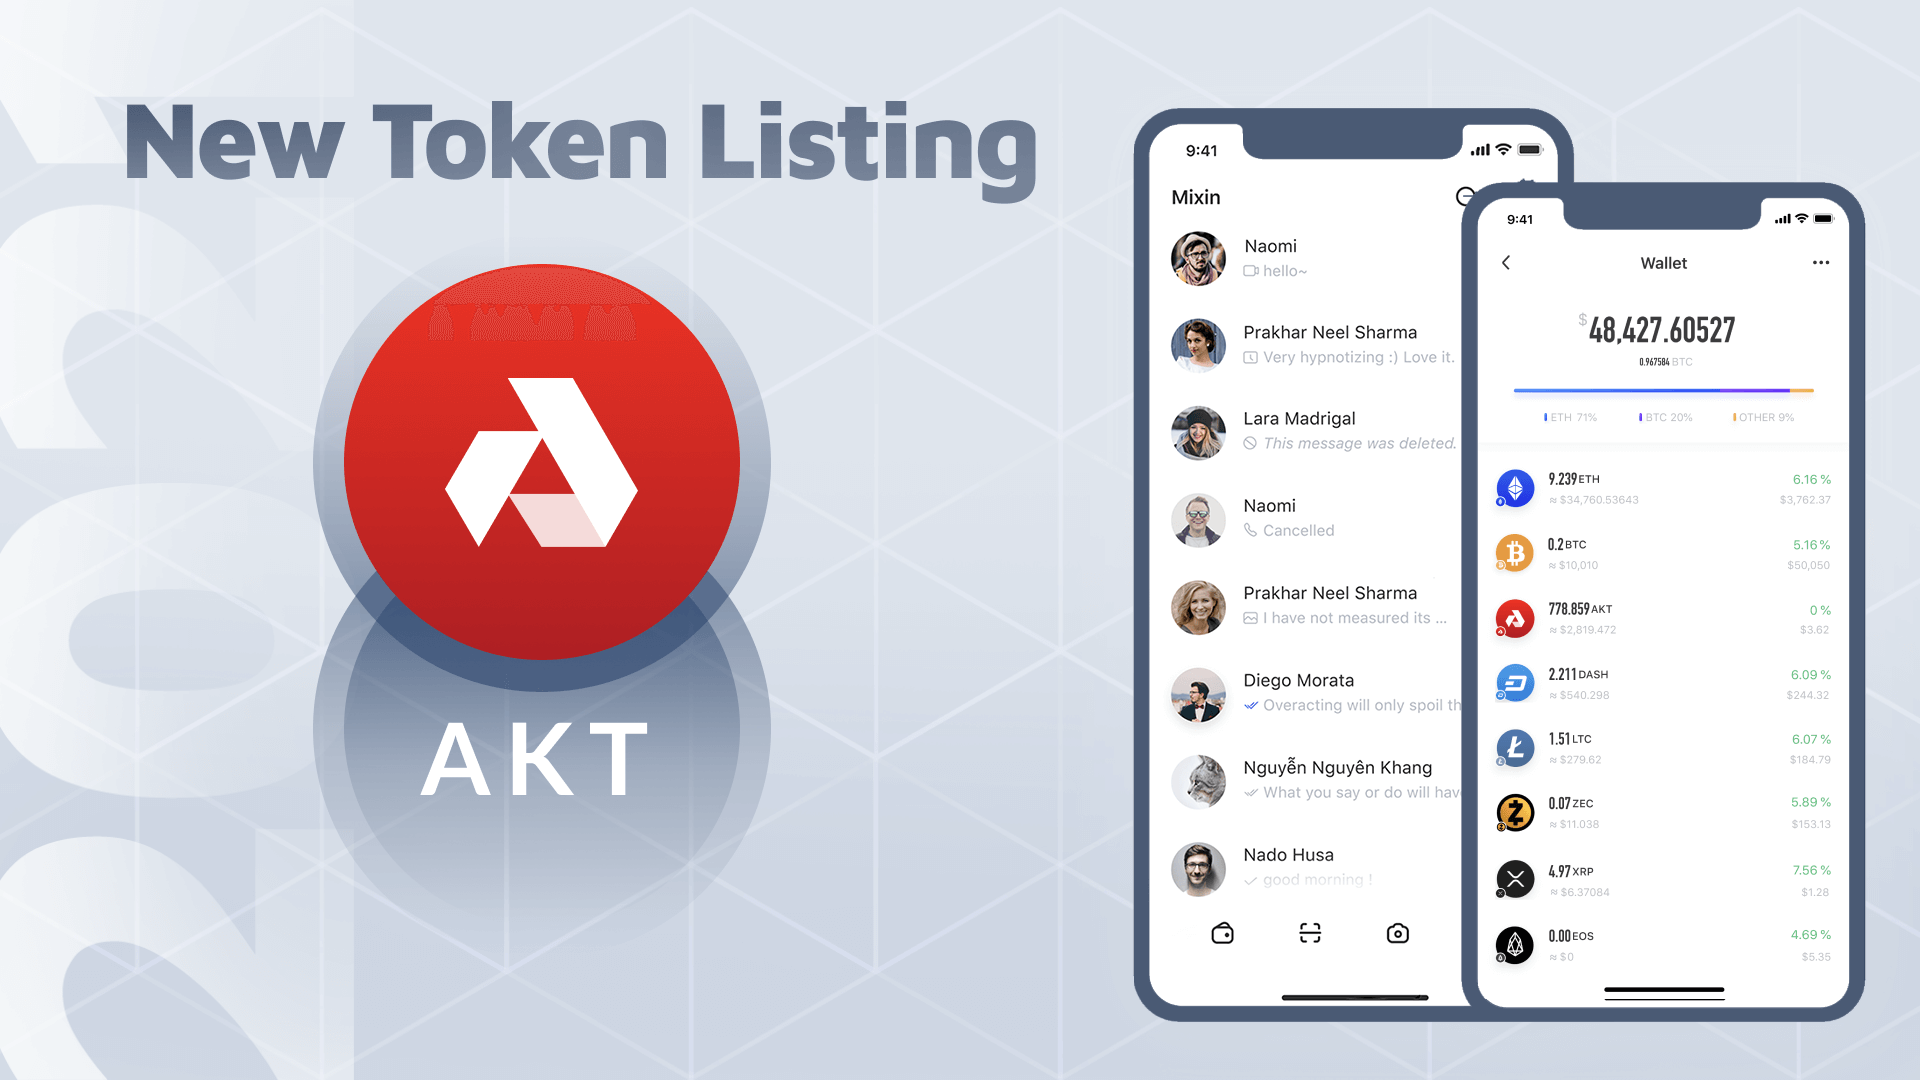 New Token Listing
AKT
9:41
Mixin
Naomi
hello~
Prakhar Neel Sharma
Very hypnotizing :) Love it.
Lara Madrigal
This message was deleted.
Naomi
Cancelled
Prakhar Neel Sharma
I have not measured its ...
Diego Morata
Overacting will only spoil th
Nguyễn Nguyên Khang
What you say or do will hav
Nado Husa
good morning !
9:41
Wallet
$48,427.60527
0.967584 BTC
ETH 71% BTC 20% OTHER 9%
9.239 ETH 6.16 %
≈ $34,760.53643 $3,762.37
0.2 BTC 5.16 %
≈ $10,010 $50,050
778.859 AKT 0 %
≈ $2,819.472 $3.62
2.211 DASH 6.09 %
≈ $540.298 $244.32
1.51 LTC 6.07 %
≈ $279.62 $184.79
0.07 ZEC 5.89 %
≈ $11.038 $153.13
4.97 XRP 7.56 %
≈ $6.37084 $1.28
0.00 EOS 4.69 %
≈ $0 $5.35